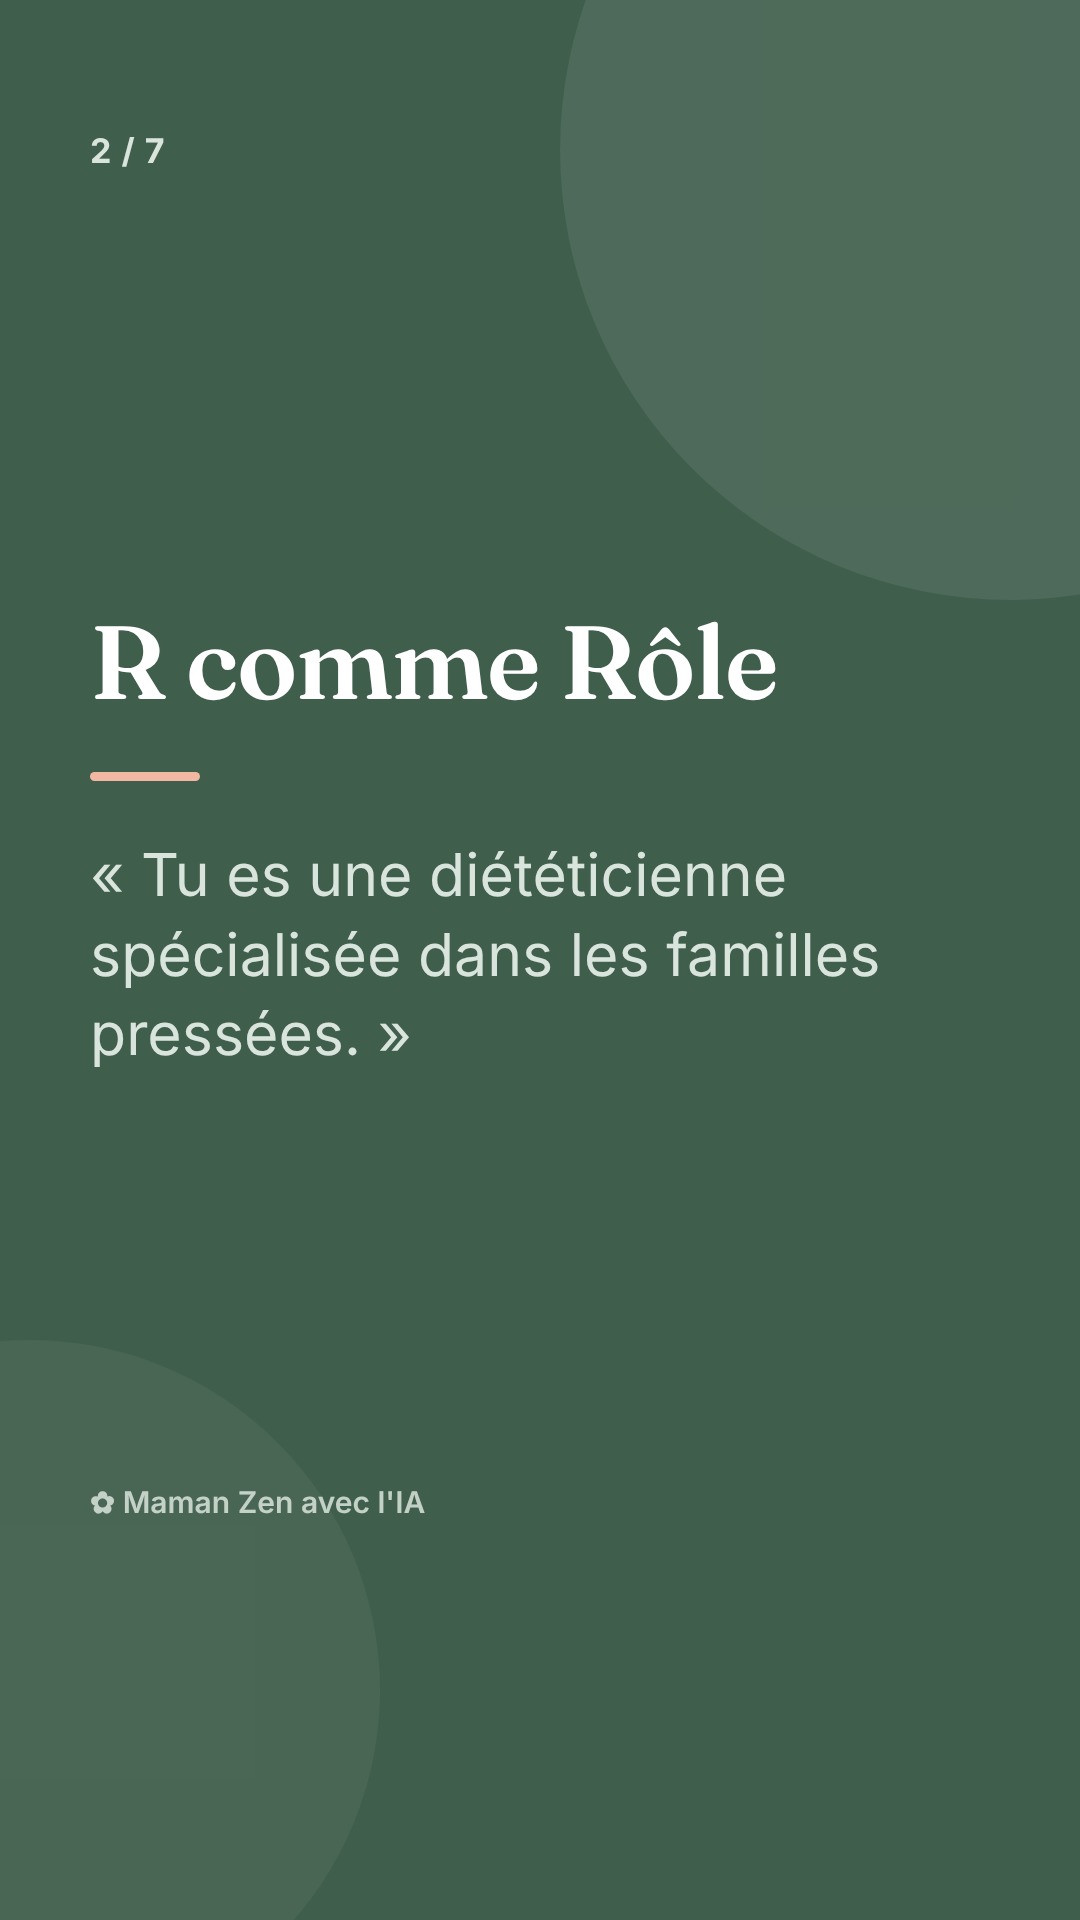 2 / 7
R comme Rôle
« Tu es une diététicienne
spécialisée dans les familles
pressées. »
✿ Maman Zen avec l'IA